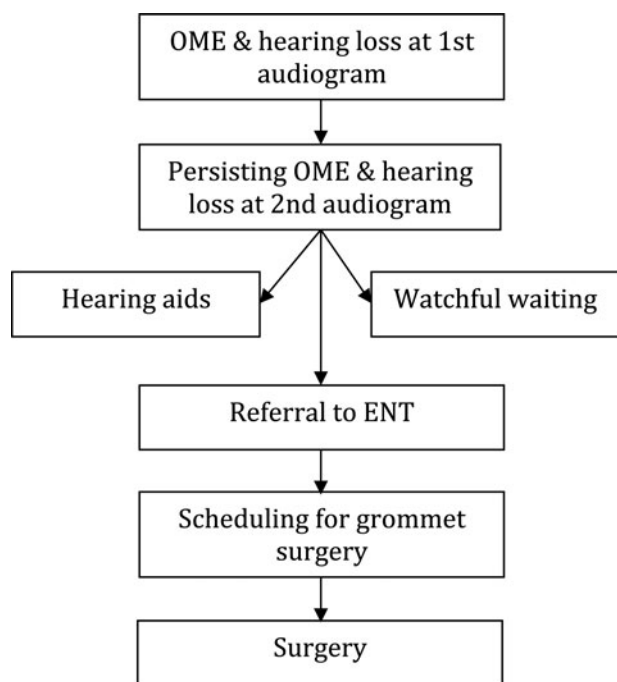 OME & hearing loss at 1st
audiogram
Persisting OME & hearing
loss at 2nd audiogram
Hearing aids
Watchful waiting
Referral to ENT
Scheduling for grommet
surgery
Surgery